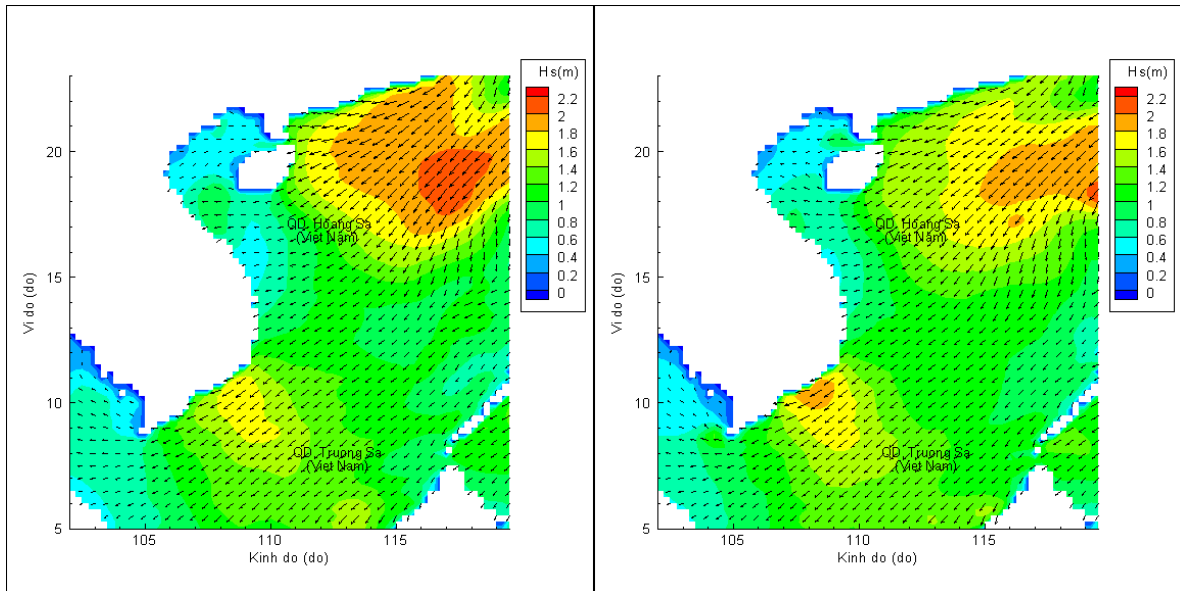 Hs(m)
2.2
2
1.8
1.6
1.4
1.2
1
0.8
0.6
0.4
0.2
0
20
15
10
5
Vi do (do)
QD. Hoang Sa
(Viet Nam)
QD. Truong Sa
(Viet Nam)
105
110
115
Kinh do (do)
Hs(m)
2.2
2
1.8
1.6
1.4
1.2
1
0.8
0.6
0.4
0.2
0
20
15
10
5
Vi do (do)
QD. Hoang Sa
(Viet Nam)
QD. Truong Sa
(Viet Nam)
105
110
115
Kinh do (do)